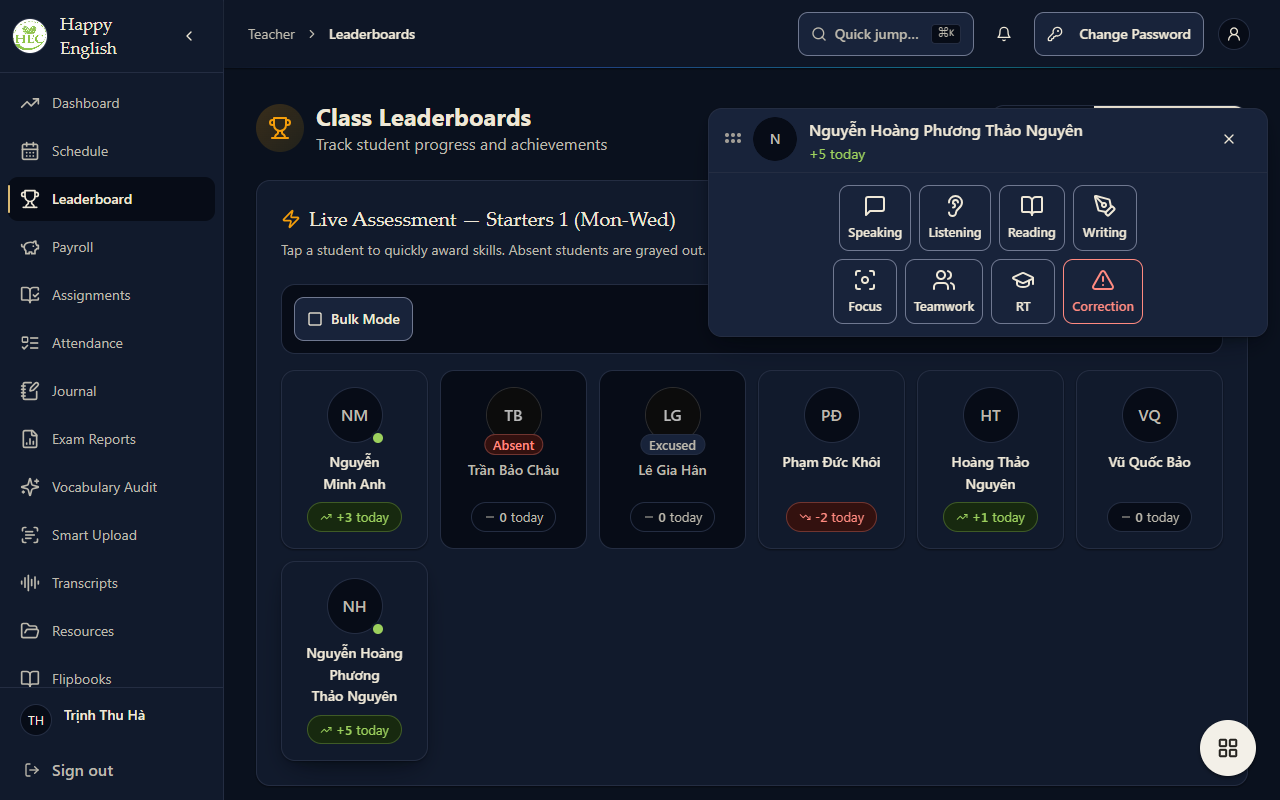 HEC
Happy
English
Dashboard
Schedule
Leaderboard
Payroll
Assignments
Attendance
Journal
Exam Reports
Vocabulary Audit
Smart Upload
Transcripts
Resources
Flipbooks
TH
Trịnh Thu Hà
Sign out
Teacher
Leaderboards
Quick jump...
⌘K
Change Password
Class Leaderboards
Track student progress and achievements
Live Assessment — Starters 1 (Mon-Wed)
Tap a student to quickly award skills. Absent students are grayed out.
Bulk Mode
N
Nguyễn Hoàng Phương Thảo Nguyên
+5 today
Speaking
Listening
Reading
Writing
Focus
Teamwork
RT
Correction
NM
Nguyễn
Minh Anh
+3 today
TB
Absent
Trần Bảo Châu
0 today
LG
Excused
Lê Gia Hân
0 today
PĐ
Phạm Đức Khôi
-2 today
HT
Hoàng Thảo
Nguyên
+1 today
VQ
Vũ Quốc Bảo
0 today
NH
Nguyễn Hoàng
Phương
Thảo Nguyên
+5 today